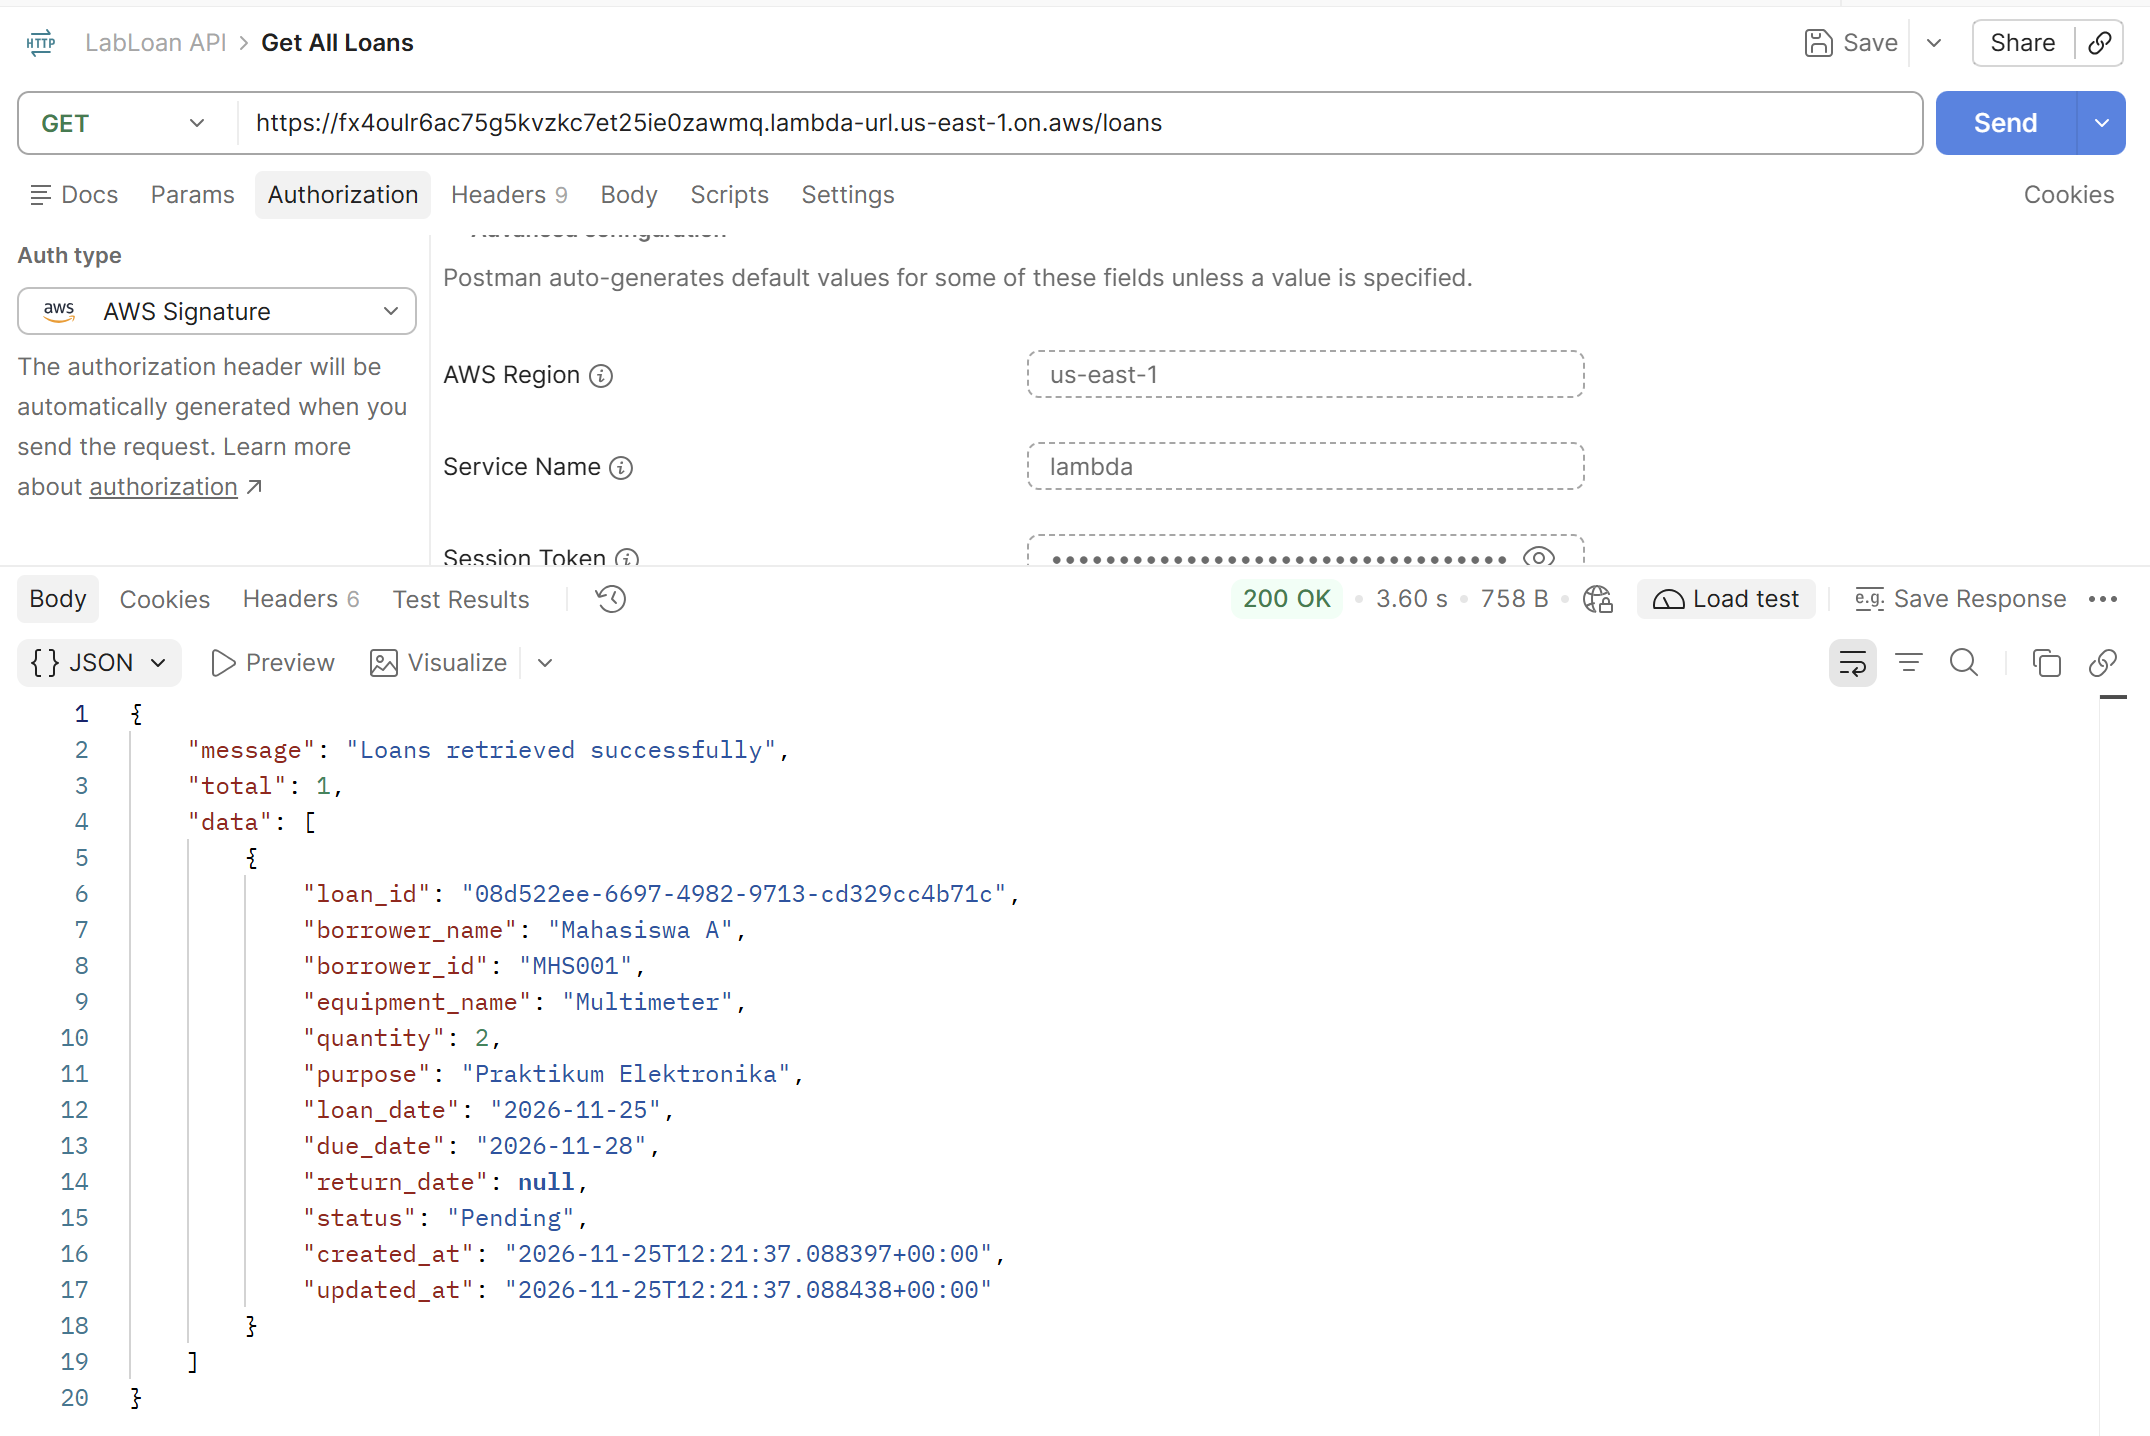 HTTP LabLoan API > Get All Loans Save Share
GET https://fx4oulr6ac75g5kvzkc7et25ie0zawmq.lambda-url.us-east-1.on.aws/loans Send
Docs Params Authorization Headers 9 Body Scripts Settings Cookies
Advanced configuration
Auth type
Postman auto-generates default values for some of these fields unless a value is specified.
aws AWS Signature
The authorization header will be
automatically generated when you
send the request. Learn more
about authorization
AWS Region us-east-1
Service Name lambda
Session Token
Body Cookies Headers 6 Test Results 200 OK 3.60 s 758 B Load test e.g. Save Response
{} JSON Preview Visualize
1 {
2 "message": "Loans retrieved successfully",
3 "total": 1,
4 "data": [
5 {
6 "loan_id": "08d522ee-6697-4982-9713-cd329cc4b71c",
7 "borrower_name": "Mahasiswa A",
8 "borrower_id": "MHS001",
9 "equipment_name": "Multimeter",
10 "quantity": 2,
11 "purpose": "Praktikum Elektronika",
12 "loan_date": "2026-11-25",
13 "due_date": "2026-11-28",
14 "return_date": null,
15 "status": "Pending",
16 "created_at": "2026-11-25T12:21:37.088397+00:00",
17 "updated_at": "2026-11-25T12:21:37.088438+00:00"
18 }
19 ]
20 }